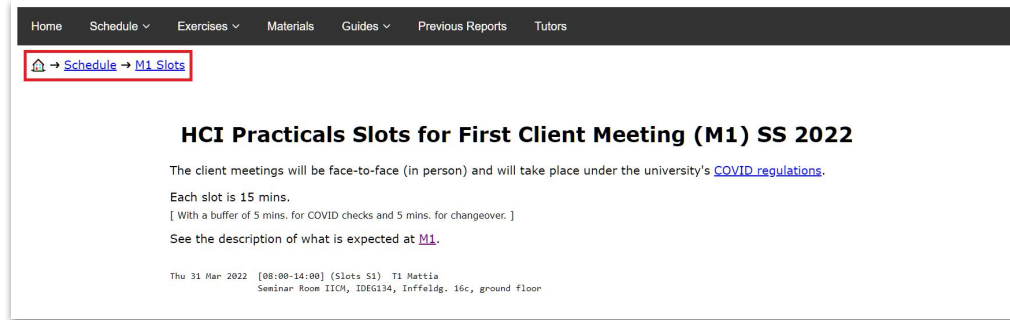 Home Schedule Exercises Materials Guides Previous Reports Tutors
→ Schedule → M1 Slots
HCI Practicals Slots for First Client Meeting (M1) SS 2022
The client meetings will be face-to-face (in person) and will take place under the university's COVID regulations.
Each slot is 15 mins.
[ With a buffer of 5 mins. for COVID checks and 5 mins. for changeover. ]
See the description of what is expected at M1.
Thu 31 Mar 2022 [08:00-14:00] (Slots S1) T1 Mattia
Seminar Room IICM, IDEG134, Inffeldg. 16c, ground floor